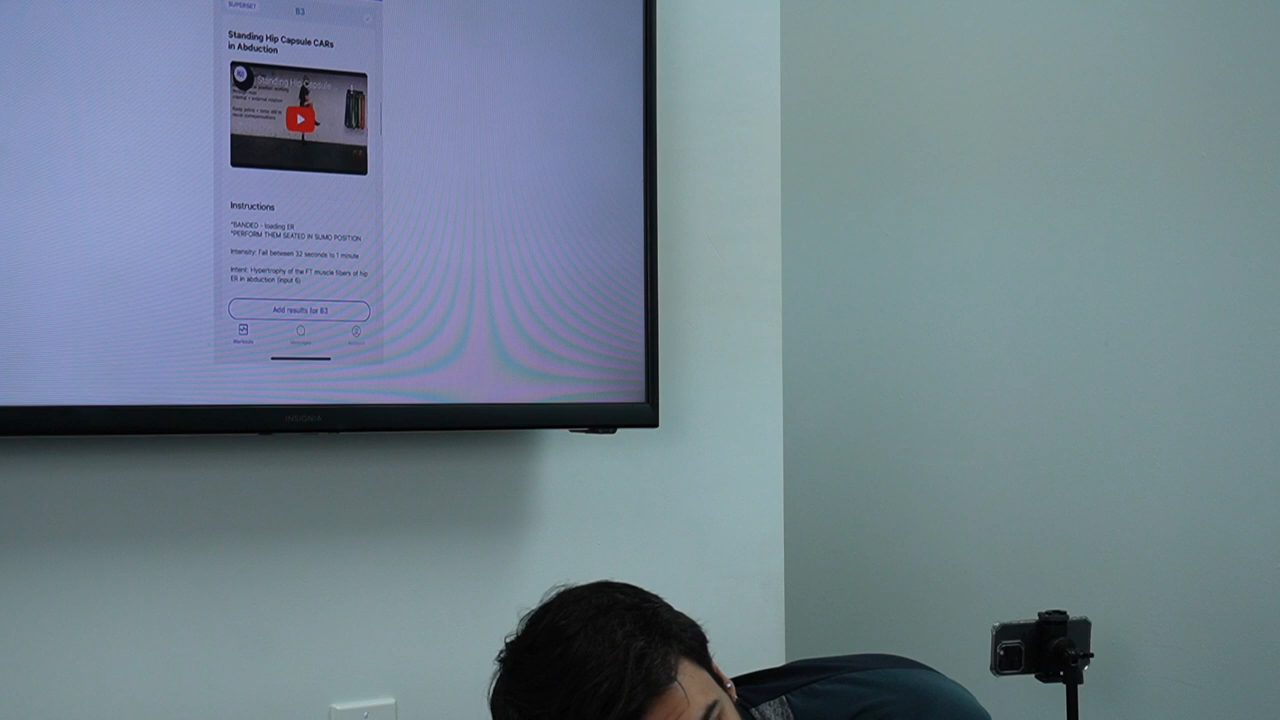 SUPERSET
B3
Standing Hip Capsule CARs
in Abduction
Standing Hip Capsule
Instructions
*BANDED - loading ER
*PERFORM THEM SEATED IN SUMO POSITION
Intensity: Fail between 32 seconds to 1 minute
Intent: Hypertrophy of the FT muscle fibers of hip
ER in abduction (input 6)
Add results for B3
Workouts
INSIGNIA